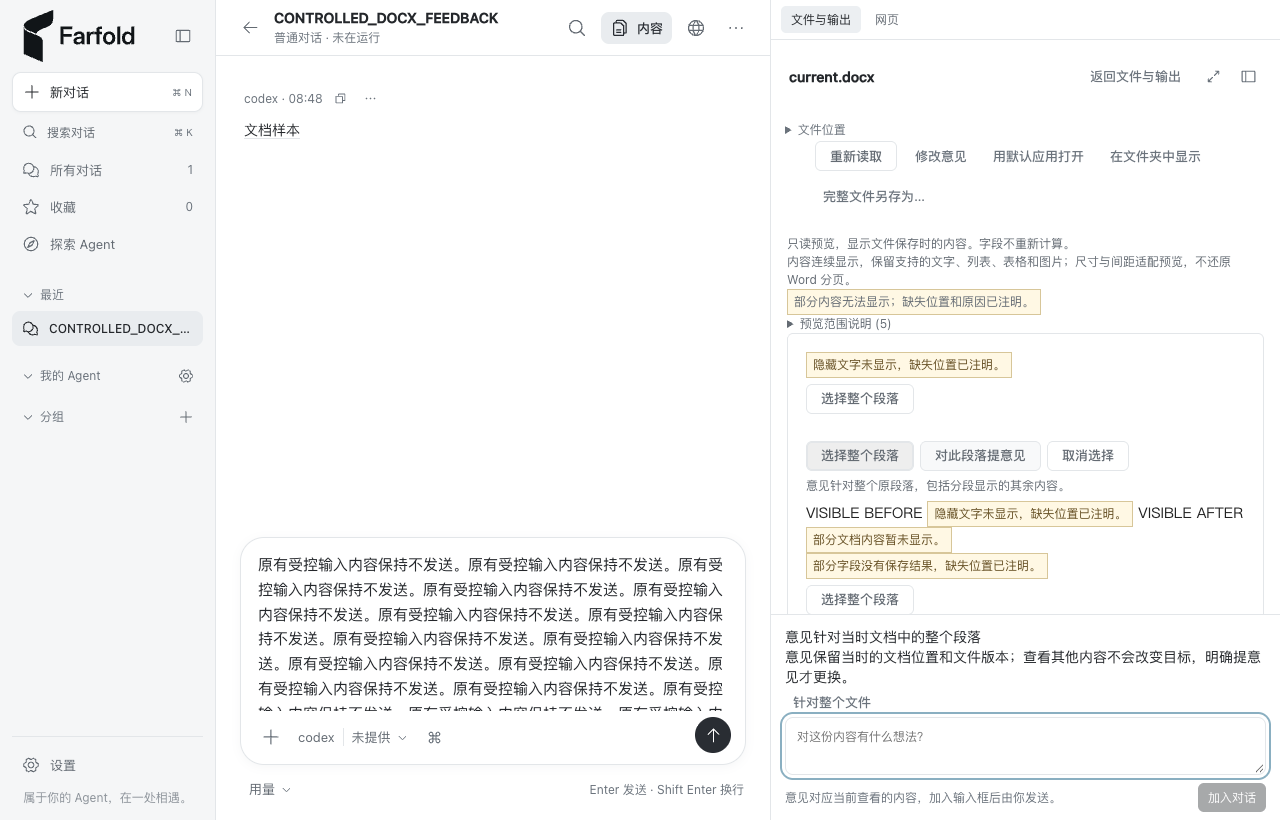 Farfold
新对话 ⌘ N
搜索对话 ⌘ K
所有对话 1
收藏 0
探索 Agent
最近
CONTROLLED_DOCX_...
我的 Agent
分组
设置
属于你的 Agent，在一处相遇。
CONTROLLED_DOCX_FEEDBACK
普通对话 · 未在运行
内容
codex · 08:48
文档样本
原有受控输入内容保持不发送。原有受控输入内容保持不发送。原有受
控输入内容保持不发送。原有受控输入内容保持不发送。原有受控输入
内容保持不发送。原有受控输入内容保持不发送。原有受控输入内容保
持不发送。原有受控输入内容保持不发送。原有受控输入内容保持不发
送。原有受控输入内容保持不发送。原有受控输入内容保持不发送。原
有受控输入内容保持不发送。原有受控输入内容保持不发送。原有受控
输入内容保持不发送。原有受控输入内容保持不发送。原有受控输入内
codex 未提供 ⌘
用量
Enter 发送 · Shift Enter 换行
文件与输出 网页
current.docx 返回文件与输出
文件位置
重新读取 修改意见 用默认应用打开 在文件夹中显示
完整文件另存为...
只读预览，显示文件保存时的内容。字段不重新计算。
内容连续显示，保留支持的文字、列表、表格和图片；尺寸与间距适配预览，不还原
Word 分页。
部分内容无法显示；缺失位置和原因已注明。
预览范围说明 (5)
隐藏文字未显示，缺失位置已注明。
选择整个段落
选择整个段落 对此段落提意见 取消选择
意见针对整个原段落，包括分段显示的其余内容。
VISIBLE BEFORE 隐藏文字未显示，缺失位置已注明。 VISIBLE AFTER
部分文档内容暂未显示。
部分字段没有保存结果，缺失位置已注明。
选择整个段落
意见针对当时文档中的整个段落
意见保留当时的文档位置和文件版本；查看其他内容不会改变目标，明确提意
见才更换。
针对整个文件
对这份内容有什么想法?
意见对应当前查看的内容，加入输入框后由你发送。
加入对话